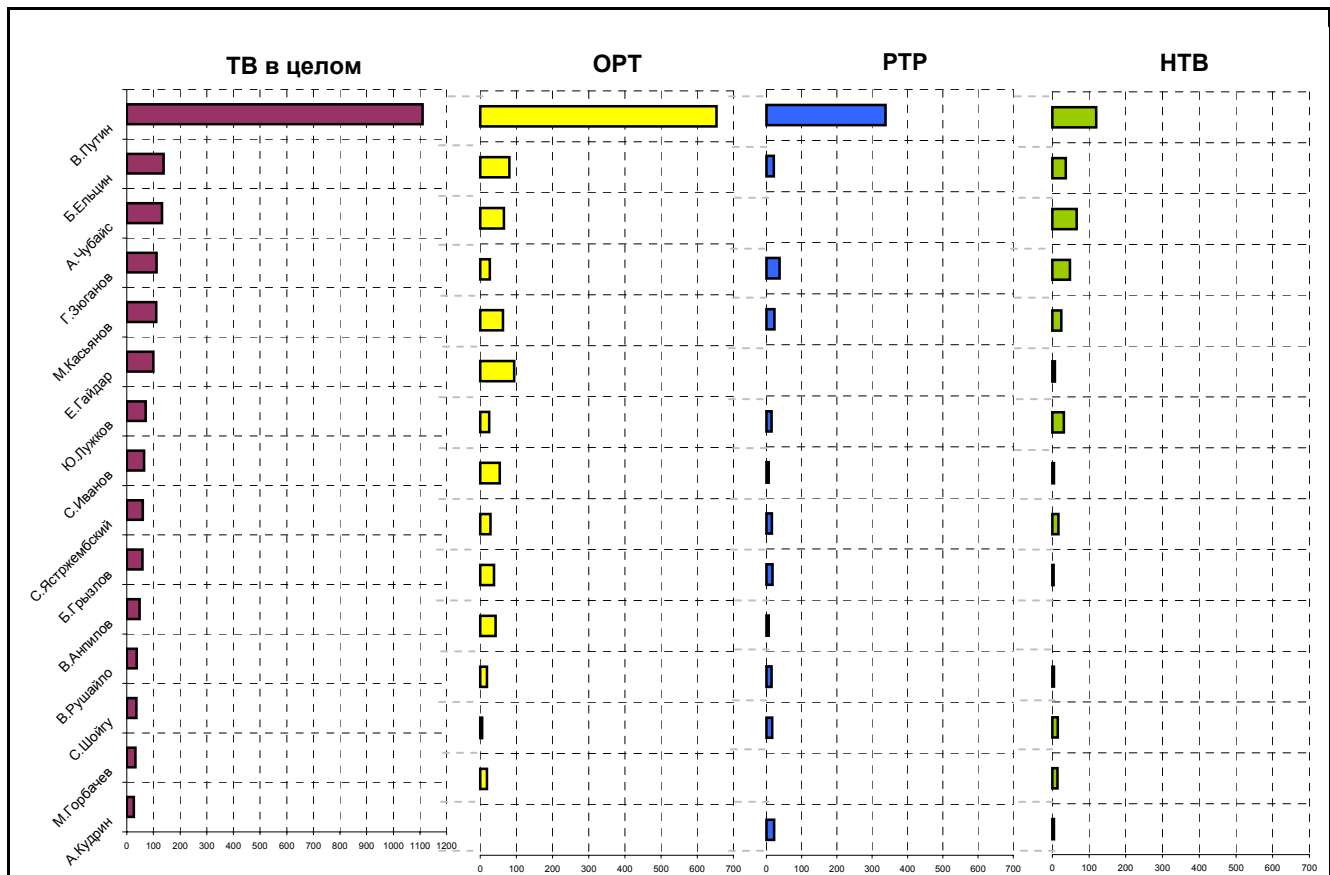 ТВ в целом ОРТ РТР НТВ
В.Путин
Б.Ельцин
А.Чубайс
Г.Зюганов
М.Касьянов
Е.Гайдар
Ю.Лужков
С.Иванов
С.Ястржембский
Б.Грызлов
В.Анпилов
В.Рушайло
С.Шойгу
М.Горбачев
А.Кудрин
0 100 200 300 400 500 600 700 800 900 1000 1100 1200
0 100 200 300 400 500 600 700
0 100 200 300 400 500 600 700
0 100 200 300 400 500 600 700